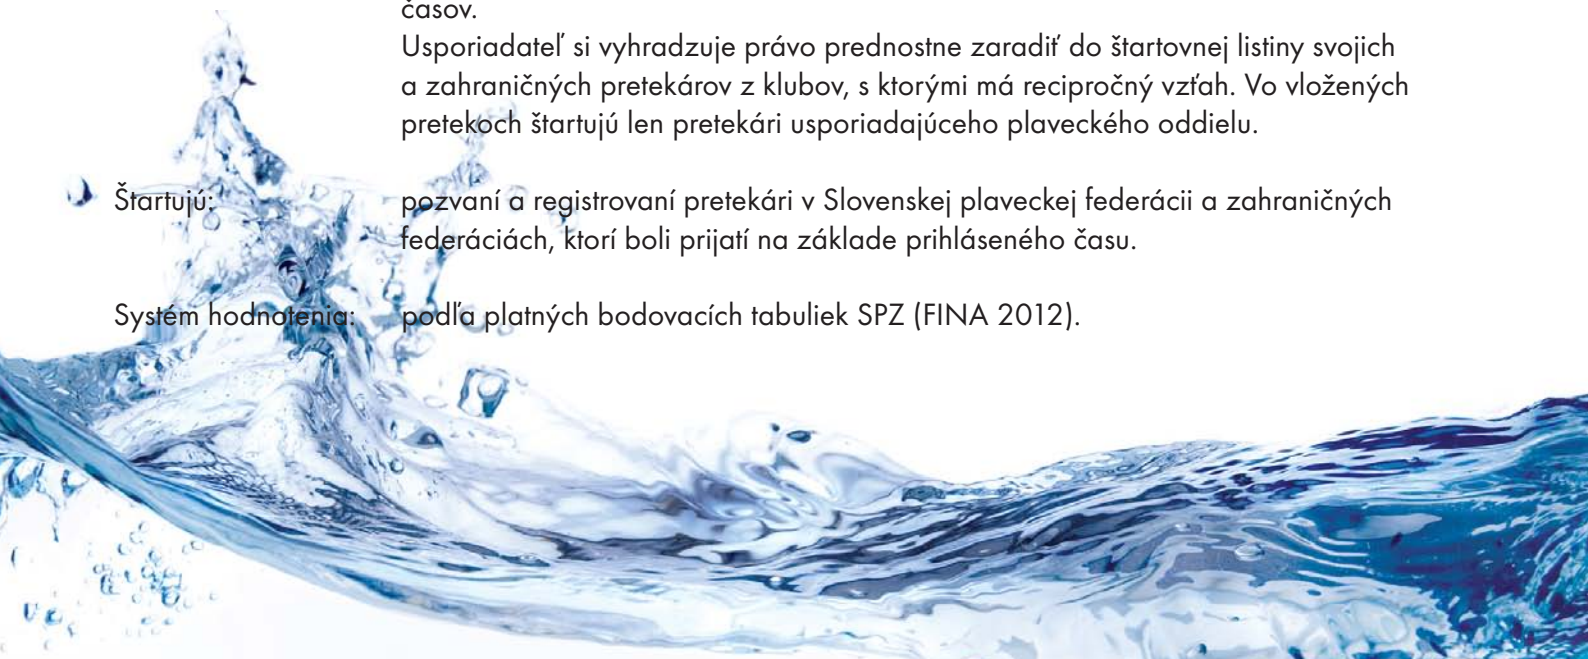 časov.
Usporiadateľ si vyhradzuje právo prednostne zaradiť do štartovnej listiny svojich
a zahraničných pretekárov z klubov, s ktorými má recipročný vzťah. Vo vložených
pretekoch štartujú len pretekári usporiadajúceho plaveckého oddielu.
Štartujú: pozvaní a registrovaní pretekári v Slovenskej plaveckej federácii a zahraničných
federáciách, ktorí boli prijatí na základe prihláseného času.
Systém hodnotenia: podľa platných bodovacích tabuliek SPZ (FINA 2012).